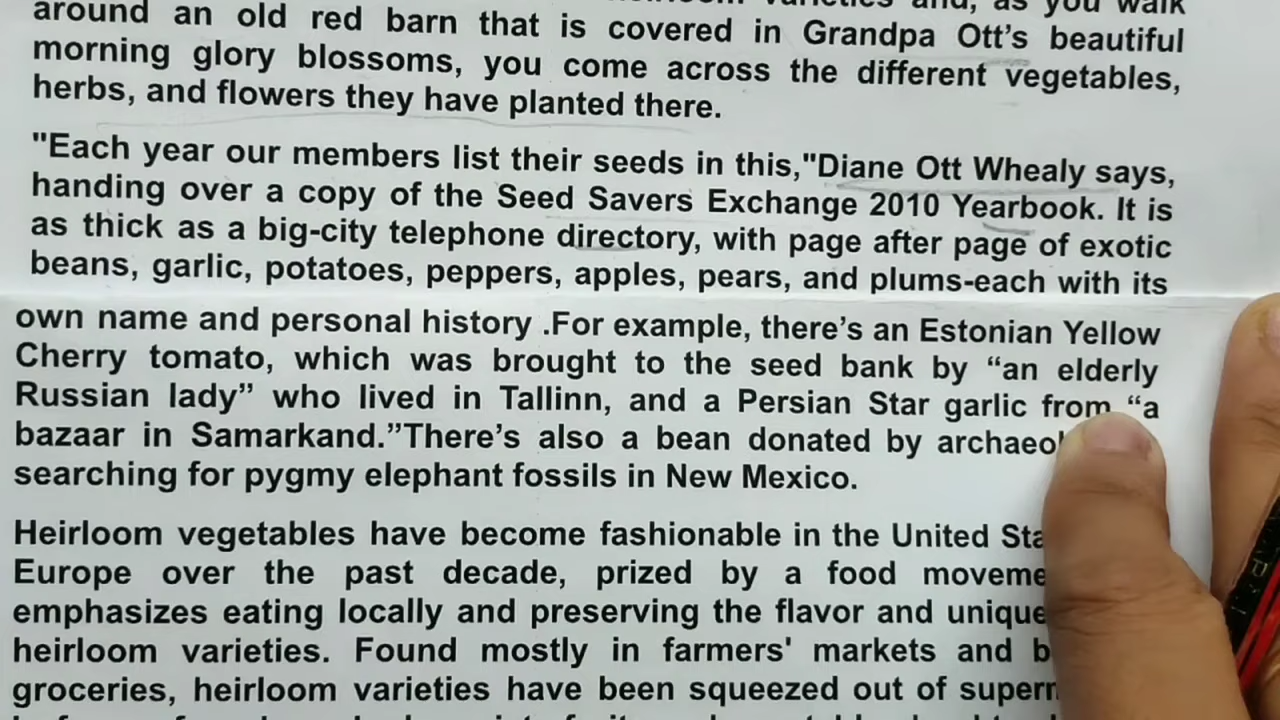 around an old red barn that is covered in Grandpa Ott's beautiful
morning glory blossoms, you come across the different vegetables,
herbs, and flowers they have planted there.
"Each year our members list their seeds in this,"Diane Ott Whealy says,
handing over a copy of the Seed Savers Exchange 2010 Yearbook. It is
as thick as a big-city telephone directory, with page after page of exotic
beans, garlic, potatoes, peppers, apples, pears, and plums-each with its
own name and personal history .For example, there's an Estonian Yellow
Cherry tomato, which was brought to the seed bank by “an elderly
Russian lady” who lived in Tallinn, and a Persian Star garlic from “a
bazaar in Samarkand.”There's also a bean donated by
searching for pygmy elephant fossils in New Mexico.
Heirloom vegetables have become fashionable in the United
Europe over the past decade, prized by a food
emphasizes eating locally and preserving the flavor and
heirloom varieties. Found mostly in farmers' markets and
groceries, heirloom varieties have been squeezed out of